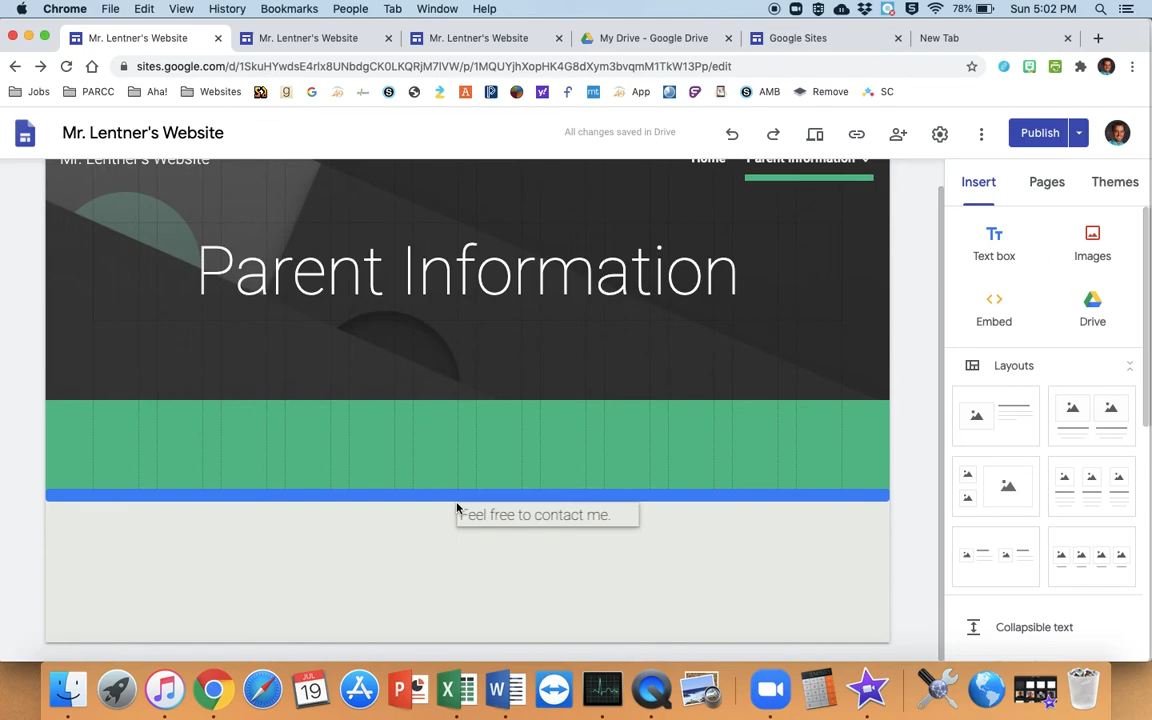 Chrome File Edit View History Bookmarks People Tab Window Help 78% Sun 5:02 PM
Mr. Lentner's Website Mr. Lentner's Website Mr. Lentner's Website My Drive - Google Drive Google Sites New Tab
sites.google.com/d/1SkuHYwdsE4rIx8UNbdgCK0LKQRjM7lVW/p/1MQUYjhXopHK4G8dXym3bvqmM1TkW13Pp/edit
Jobs PARCC Aha! Websites App AMB Remove SC
Mr. Lentner's Website All changes saved in Drive Publish
Mr. Lentner's Website Home Parent Information
Insert Pages Themes
Parent Information
Text box Images
Embed Drive
Layouts
Feel free to contact me.
Collapsible text
JUL
19